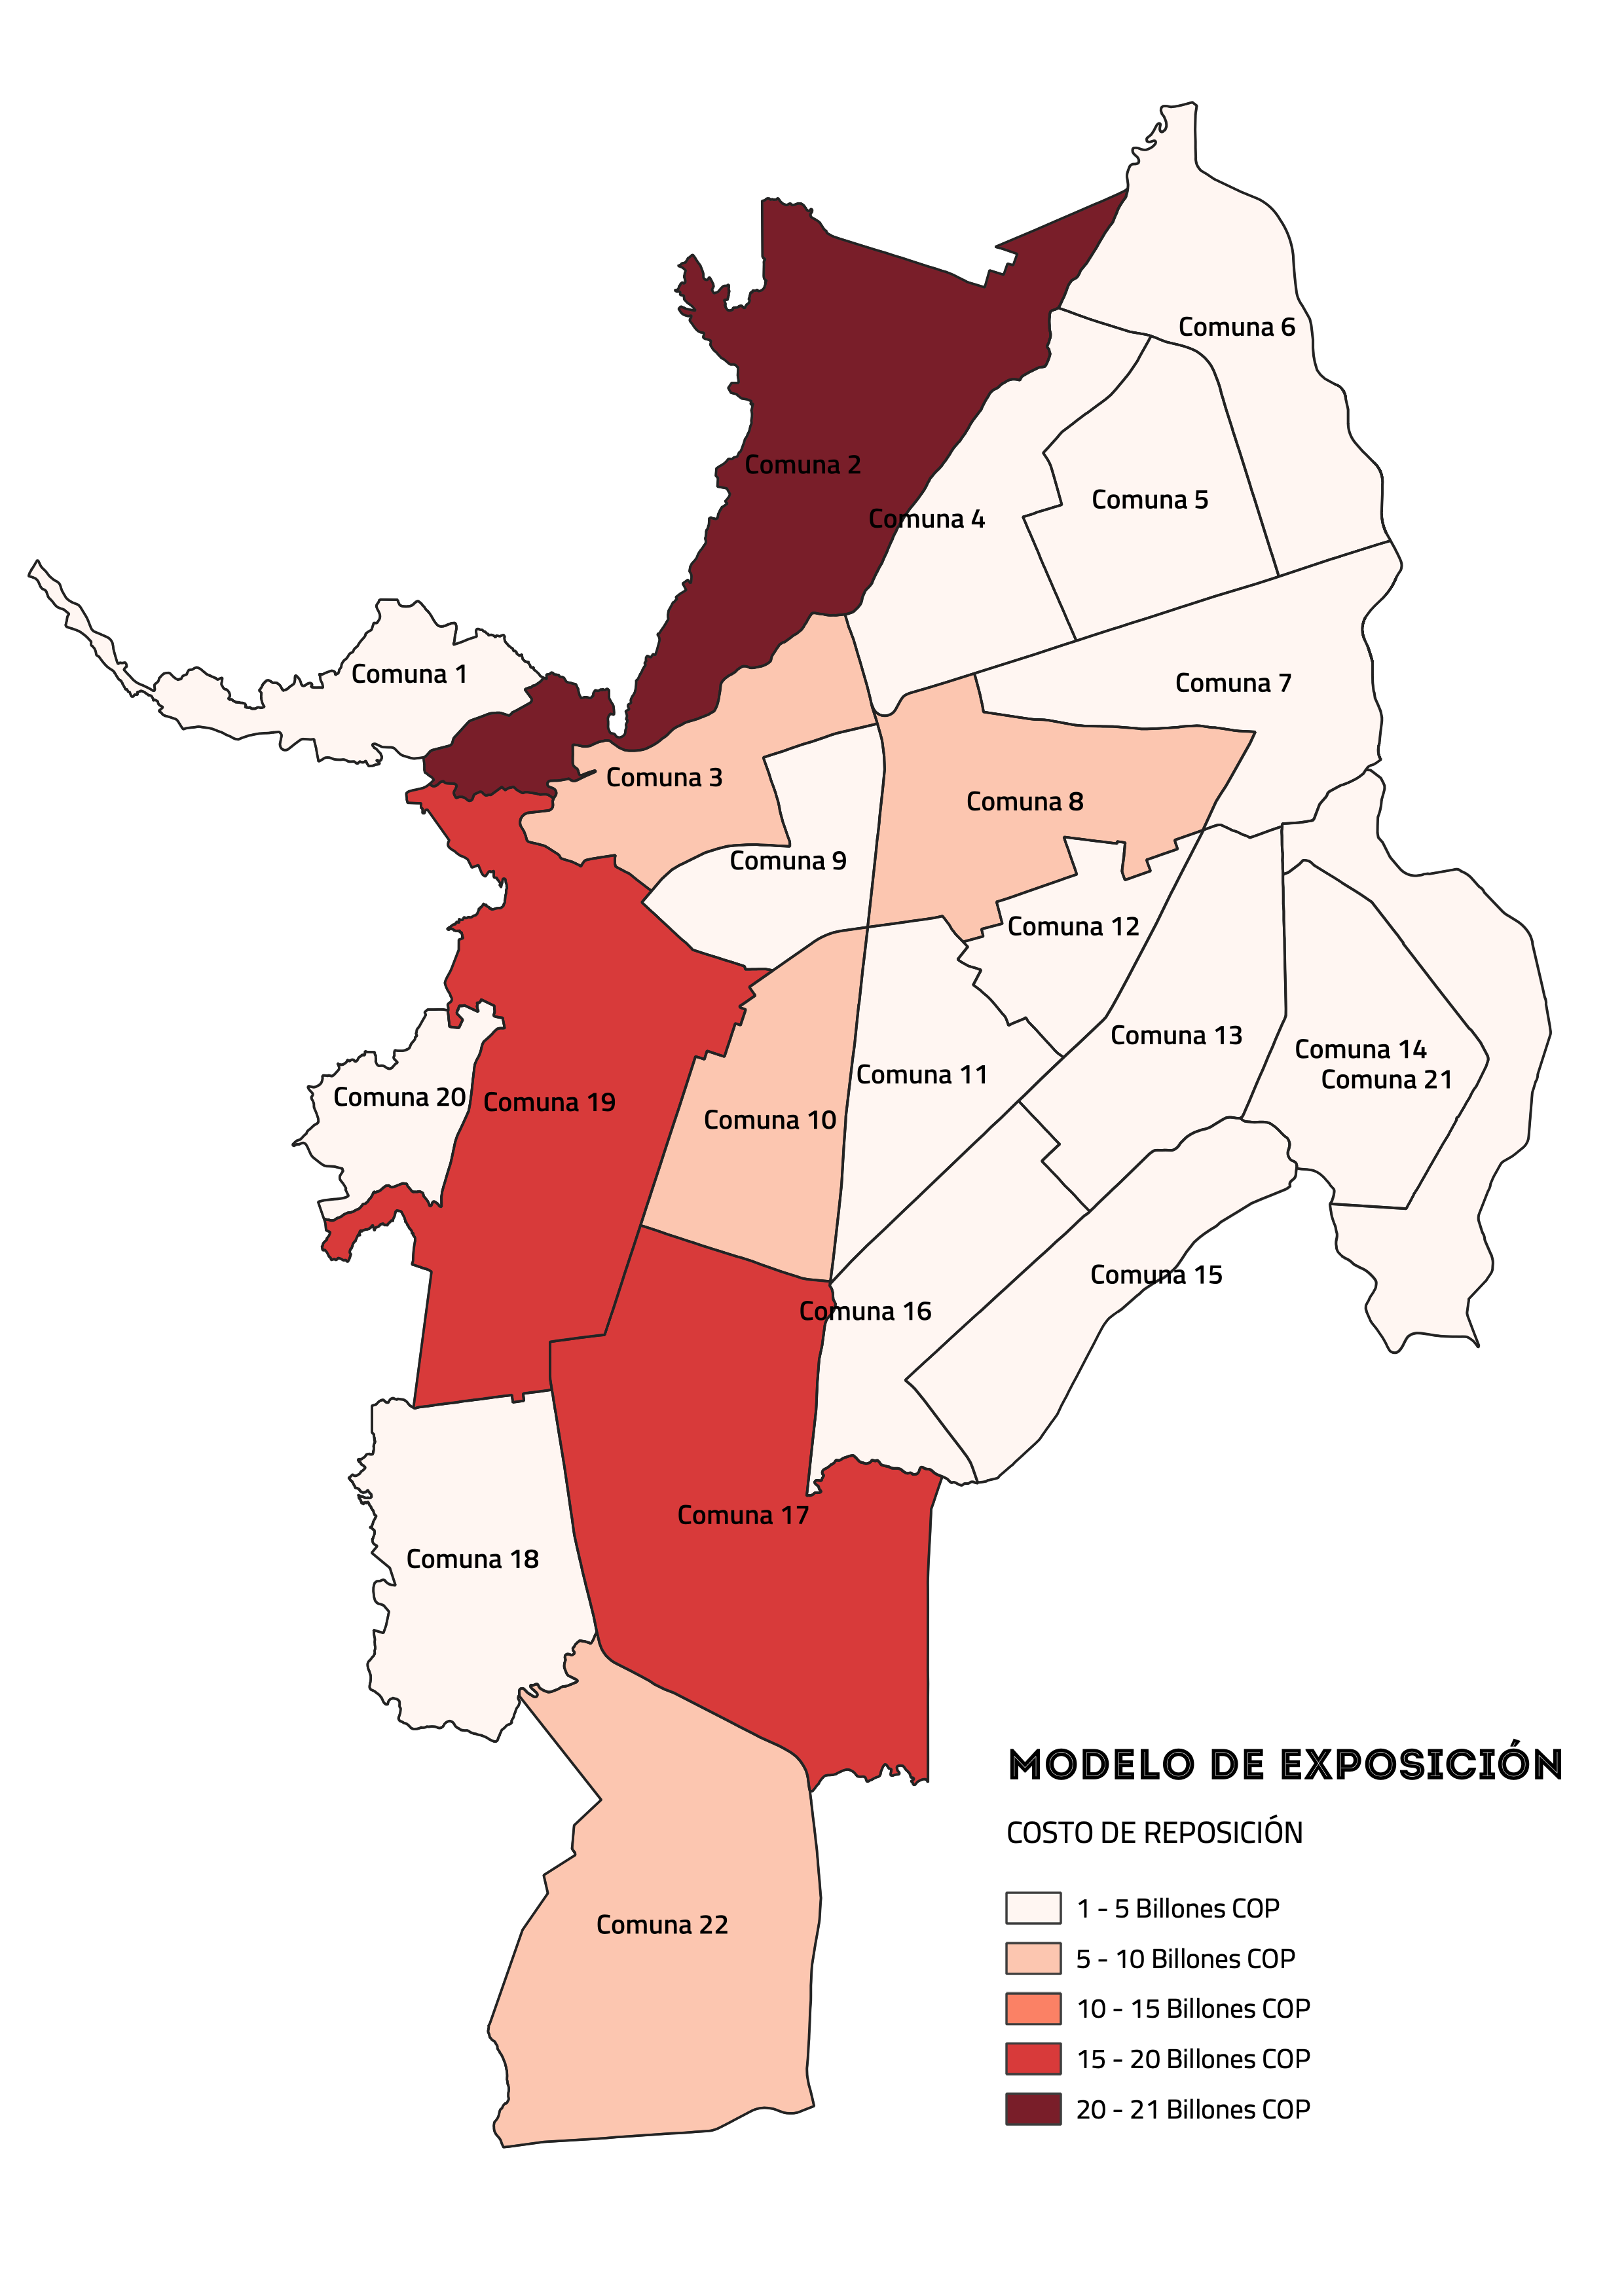 Comuna 6
Comuna 2
Comuna 5
Comuna 4
Comuna 1
Comuna 7
Comuna 3
Comuna 8
Comuna 9
Comuna 12
Comuna 13
Comuna 14
Comuna 11
Comuna 21
Comuna 20
Comuna 19
Comuna 10
Comuna 15
Comuna 16
Comuna 17
Comuna 18
Comuna 22
MODELO DE EXPOSICIÓN
COSTO DE REPOSICIÓN
1 - 5 Billones COP
5 - 10 Billones COP
10 - 15 Billones COP
15 - 20 Billones COP
20 - 21 Billones COP